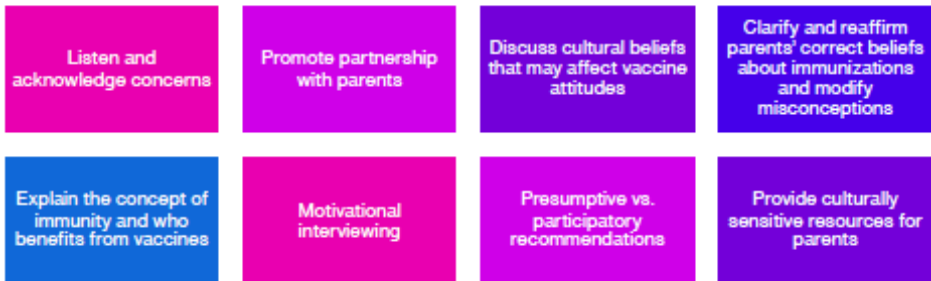 Listen and
acknowledge concerns
Promote partnership
with parents
Discuss cultural beliefs
that may affect vaccine
attitudes
Clarify and reaffirm
parents' correct beliefs
about immunizations
and modify
misconceptions
Explain the concept of
immunity and who
benefits from vaccines
Motivational
interviewing
Presumptive vs.
participatory
recommendations
Provide culturally
sensitive resources for
parents